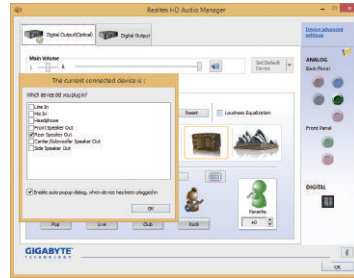 Realtek HD Audio Manager
Device advanced settings
Digital Output(Optical)
Digital Output
Main Volume
L
R
Set Default Device
ANALOG
Back Panel
The current connected device is :
Which device did you plug in?
Line In
Mic In
Headphone
Front Speaker Out
Rear Speaker Out
Center/Subwoofer Speaker Out
Side Speaker Out
Enable auto popup dialog, when device has been plugged in
OK
Reset
Loudness Equalization
Front Panel
DIGITAL
Karaoke
+0
Pop
Live
Club
Rock
GIGABYTE
TECHNOLOGY
OK